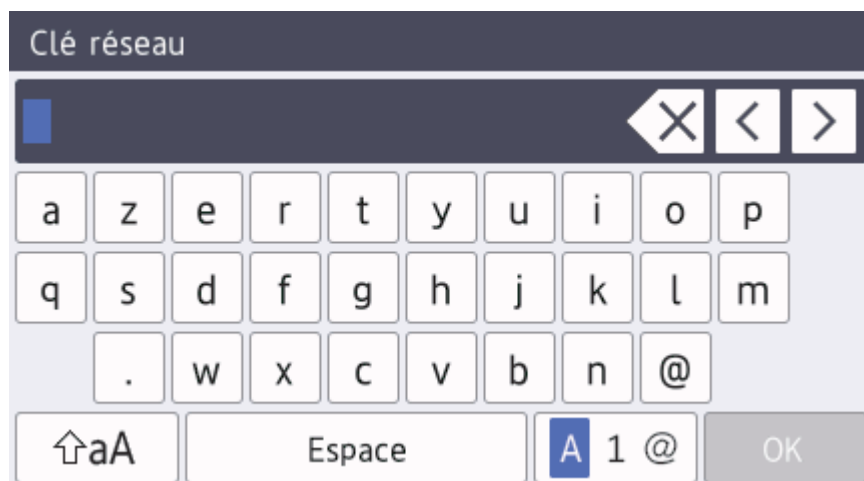 Clé réseau
a z e r t y u i o p
q s d f g h j k l m
. w x c v b n @
aA Espace A 1 @ OK